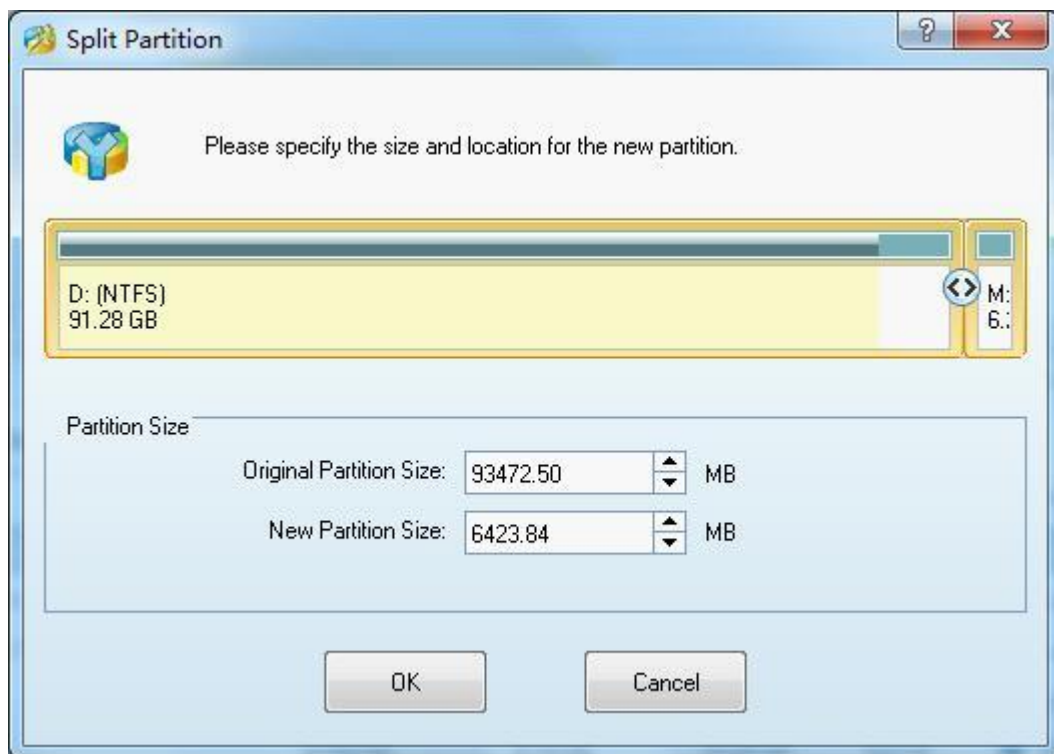 Split Partition
?
X
Please specify the size and location for the new partition.
D: (NTFS)
91.28 GB
M:
6.
Partition Size
Original Partition Size: 93472.50 MB
New Partition Size: 6423.84 MB
OK
Cancel